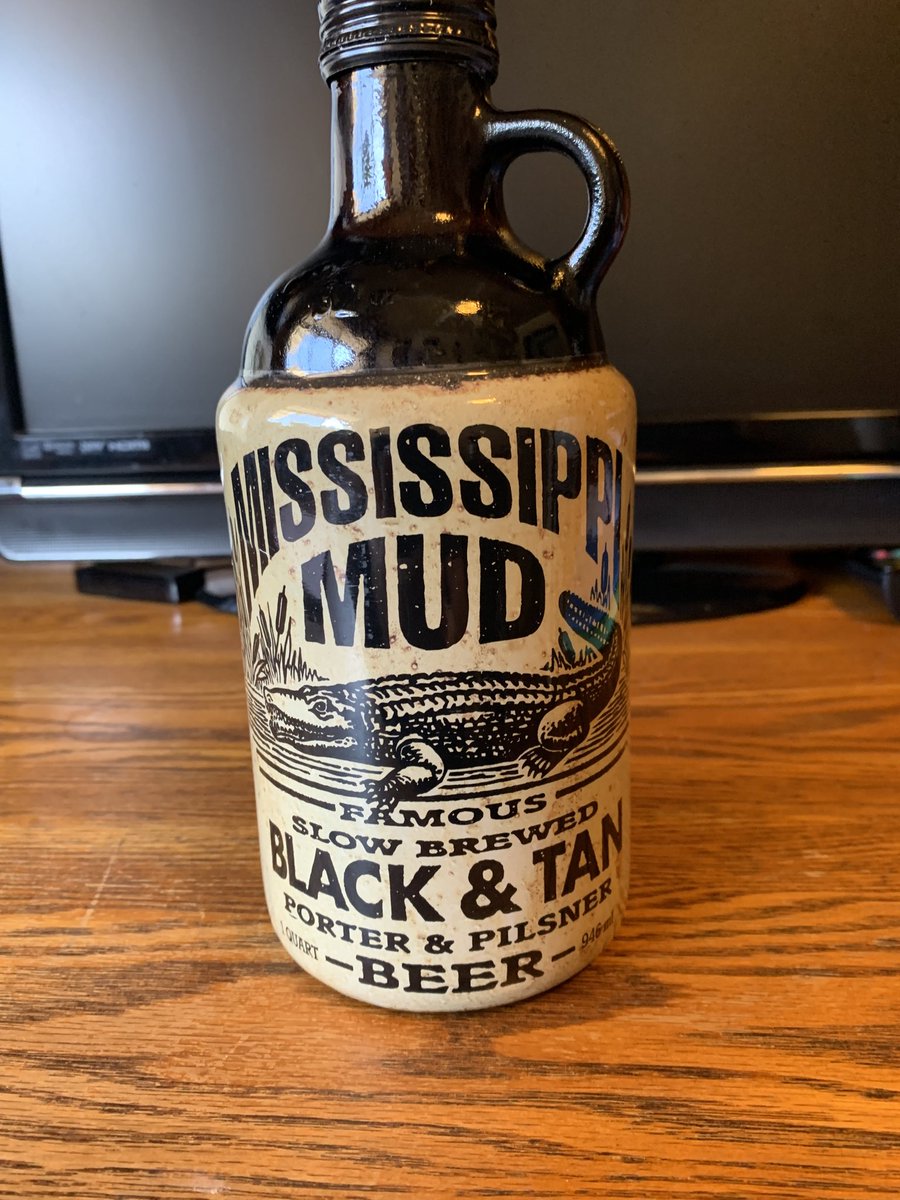 MISSISSIPPI
MUD
FAMOUS
SLOW BREWED
BLACK & TAN
PORTER & PILSNER
1 QUART
946 ml
BEER